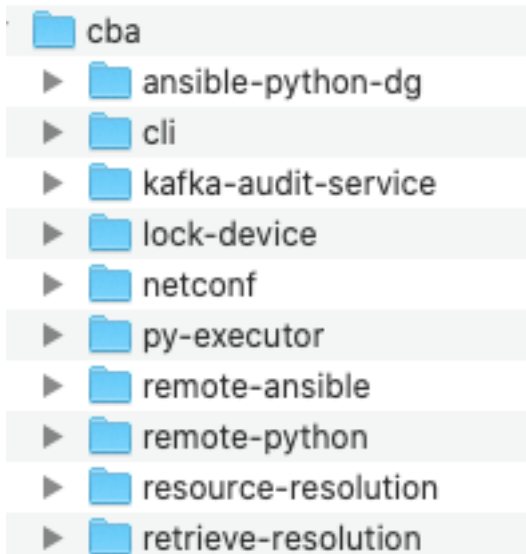 cba
ansible-python-dg
cli
kafka-audit-service
lock-device
netconf
py-executor
remote-ansible
remote-python
resource-resolution
retrieve-resolution